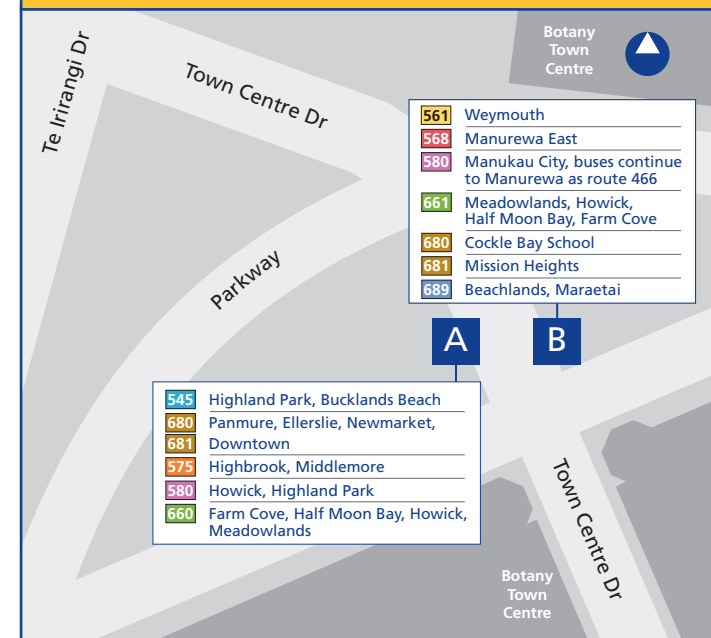 Te Irirangi Dr
Town Centre Dr
Botany
Town
Centre
561 Weymouth
568 Manurewa East
580 Manukau City, buses continue
to Manurewa as route 466
661 Meadowlands, Howick,
Half Moon Bay, Farm Cove
680 Cockle Bay School
681 Mission Heights
689 Beachlands, Maraetai
Parkway
A
B
545 Highland Park, Bucklands Beach
680 Panmure, Ellerslie, Newmarket,
681 Downtown
575 Highbrook, Middlemore
580 Howick, Highland Park
660 Farm Cove, Half Moon Bay, Howick,
Meadowlands
Town Centre Dr
Botany
Town
Centre